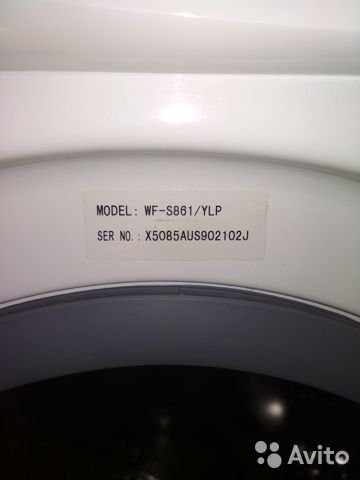 MODEL: WF-S861/YLP
SER NO.: X5085AUS902102J
Avito